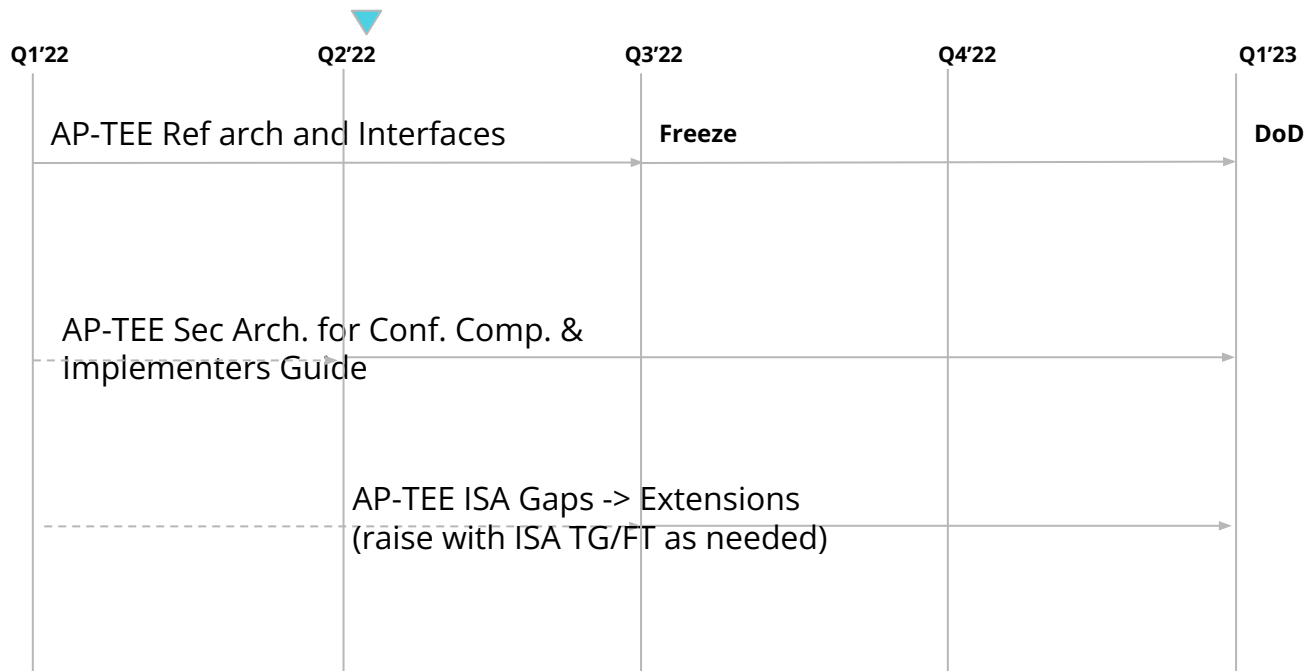 Q1’22
Q2’22
Q3’22
Q4’22
Q1’23
AP-TEE Ref arch and Interfaces
Freeze
DoD
AP-TEE Sec Arch. for Conf. Comp. &
Implementers Guide
AP-TEE ISA Gaps -> Extensions
(raise with ISA TG/FT as needed)